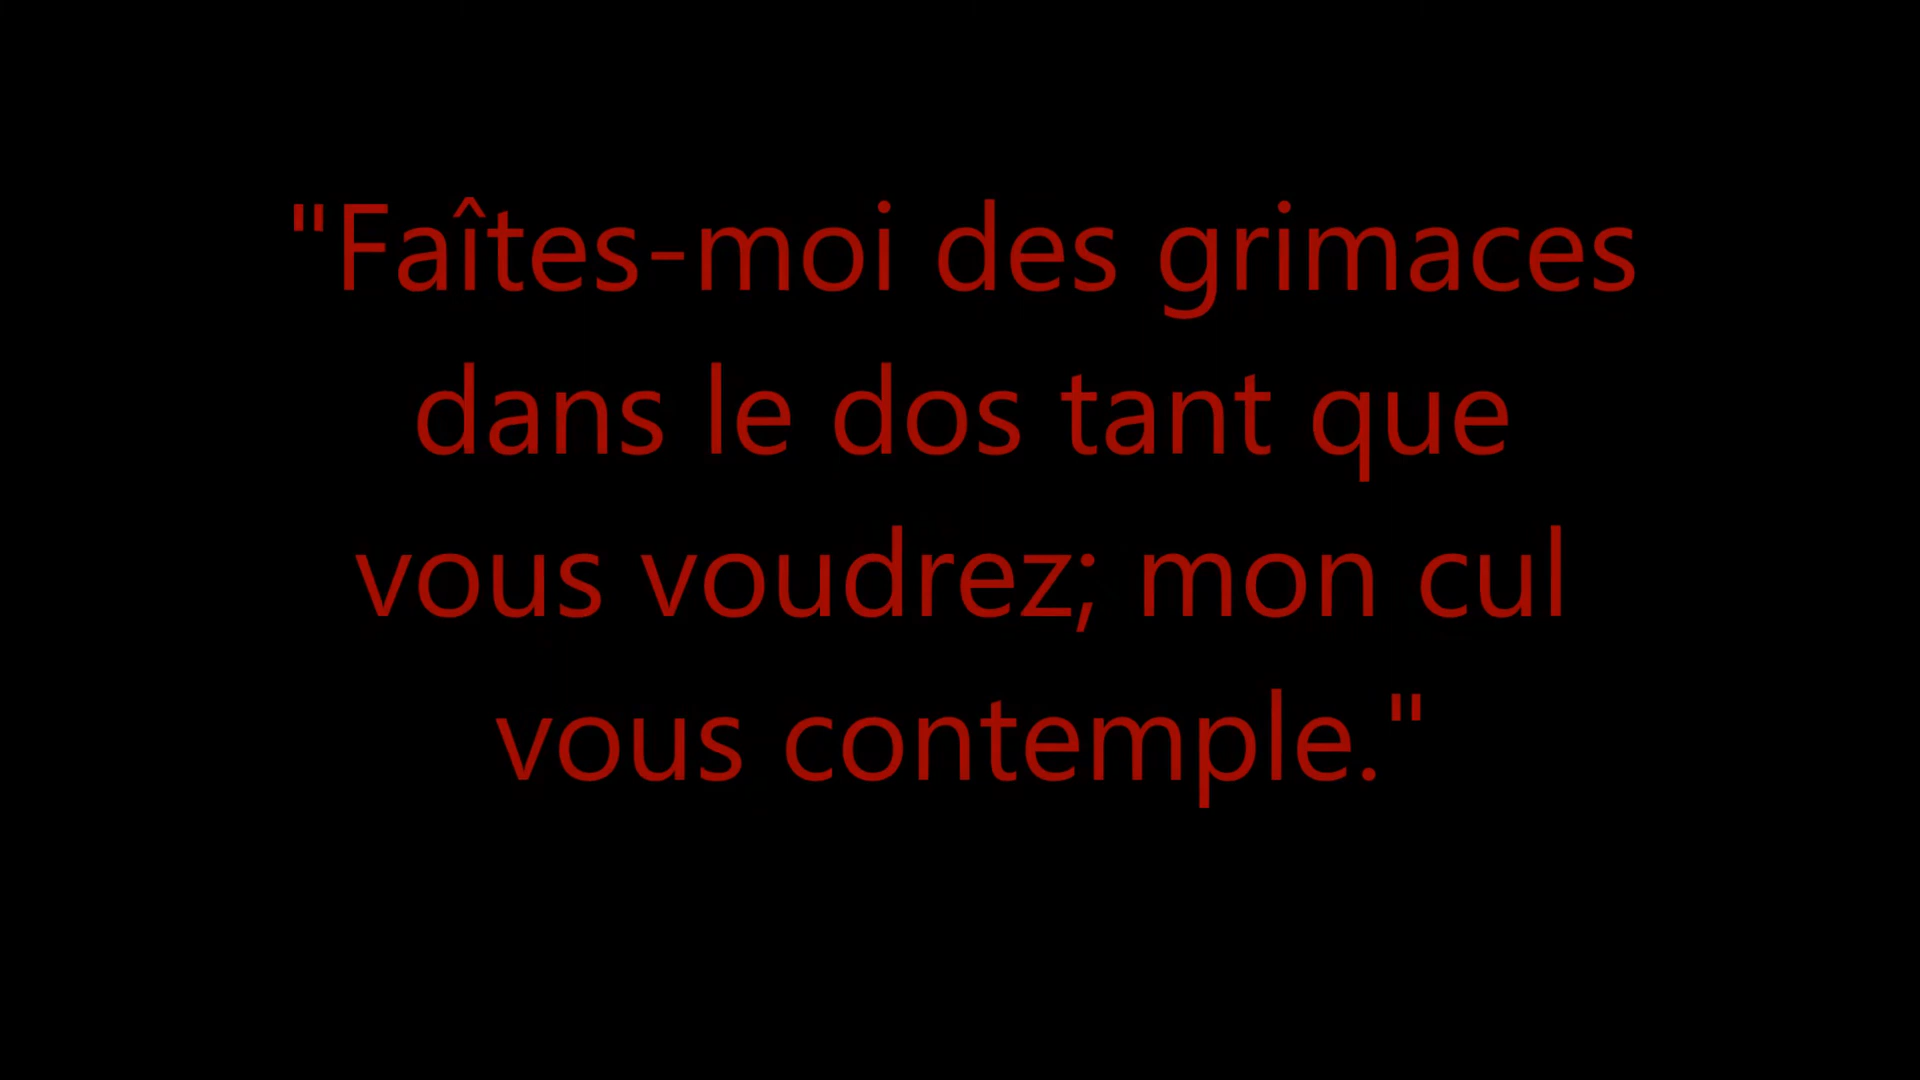 "Faîtes-moi des grimaces
dans le dos tant que
vous voudrez; mon cul
vous contemple."